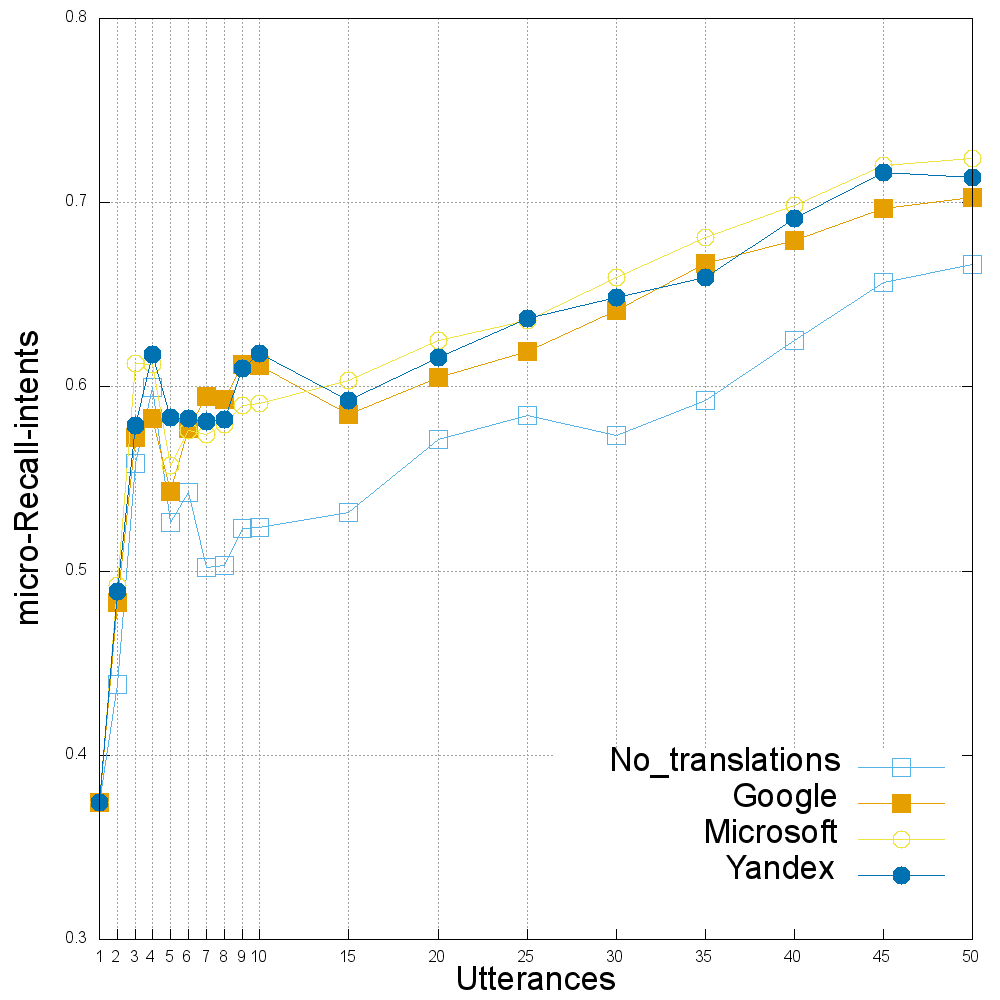 0.8
0.7
0.6
0.5
0.4
0.3
micro-Recall-intents
No_translations
Google
Microsoft
Yandex
1 2 3 4 5 6 7 8 9 10 15 20 25 30 35 40 45 50
Utterances